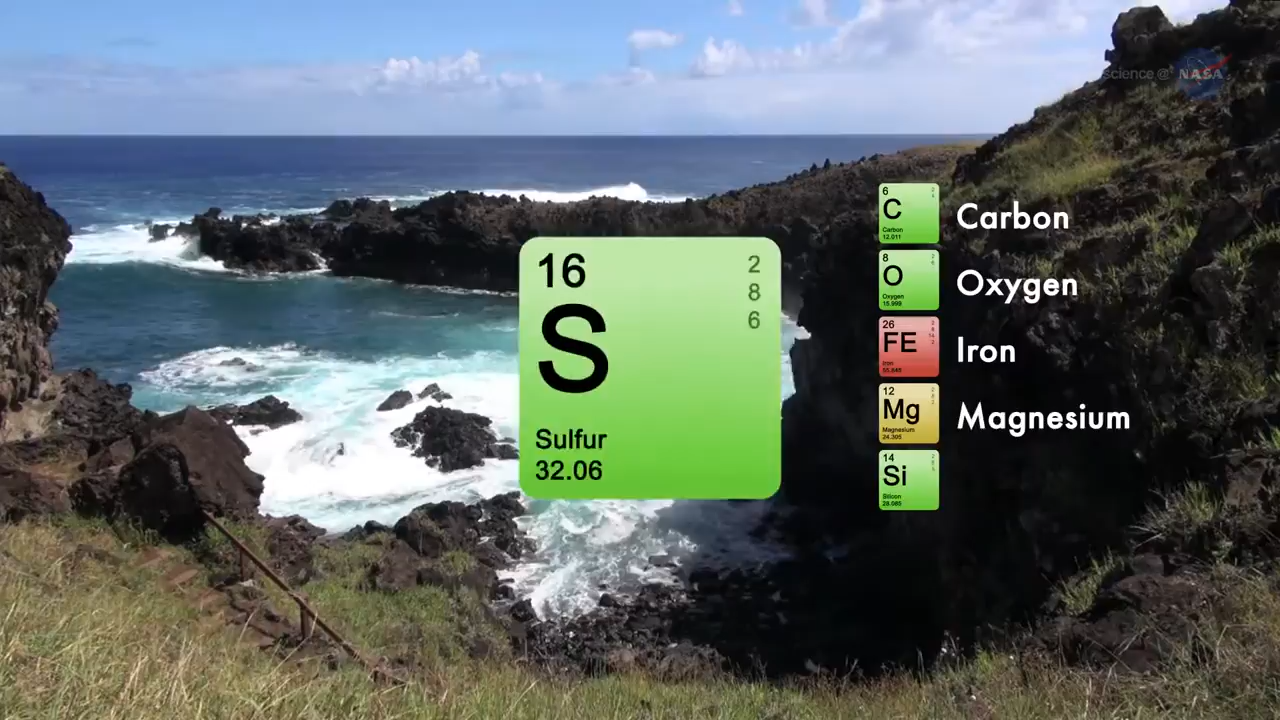 science@ NASA
16
2
8
6
S
Sulfur
32.06
6
C
Carbon
12.011
Carbon
8
O
Oxygen
15.999
Oxygen
26
FE
Iron
55.845
Iron
12
Mg
Magnesium
24.305
Magnesium
14
Si
Silicon
28.085